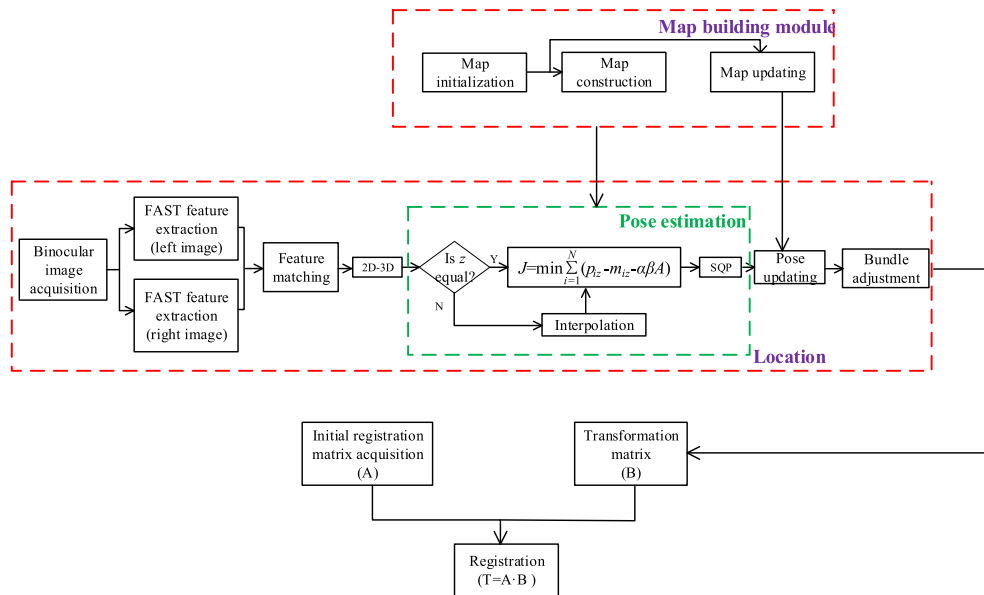 Map building module
Map
initialization
Map
construction
Map updating
Pose estimation
Binocular
image
acquisition
FAST feature
extraction
(left image)
FAST feature
extraction
(right image)
Feature
matching
2D-3D
Is z
equal?
Y
N
J=min∑(p_iz-m_iz-αβA)
N
i=1
Interpolation
SQP
Pose
updating
Bundle
adjustment
Location
Initial registration
matrix acquisition
(A)
Transformation
matrix
(B)
Registration
(T=A·B )